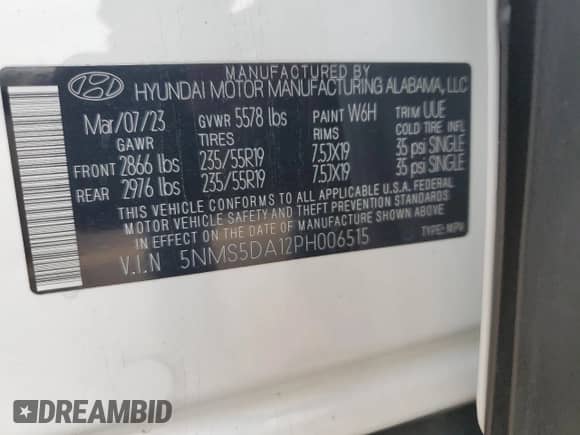 MANUFACTURED BY
HYUNDAI MOTOR MANUFACTURING ALABAMA, LLC
Mar/07/23 GVWR 5578 lbs PAINT W6H TRIM UUE
GAWR TIRES RIMS COLD TIRE INFL
FRONT 2866 lbs 235/55R19 7.5JX19 35 psi SINGLE
REAR 2976 lbs 235/55R19 7.5JX19 35 psi SINGLE
THIS VEHICLE CONFORMS TO ALL APPLICABLE U.S.A. FEDERAL
MOTOR VEHICLE SAFETY AND THEFT PREVENTION STANDARDS
IN EFFECT ON THE DATE OF MANUFACTURE SHOWN ABOVE.
V.I.N 5NMS5DA12PH006515 TYPE: MPV
DREAMBID